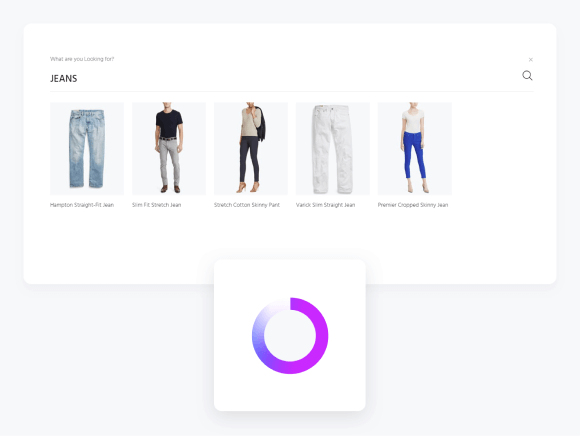 What are you Looking for?
JEANS
Hampton Straight-Fit Jean
Slim Fit Stretch Jean
Stretch Cotton Skinny Pant
Varick Slim Straight Jean
Premier Cropped Skinny Jean